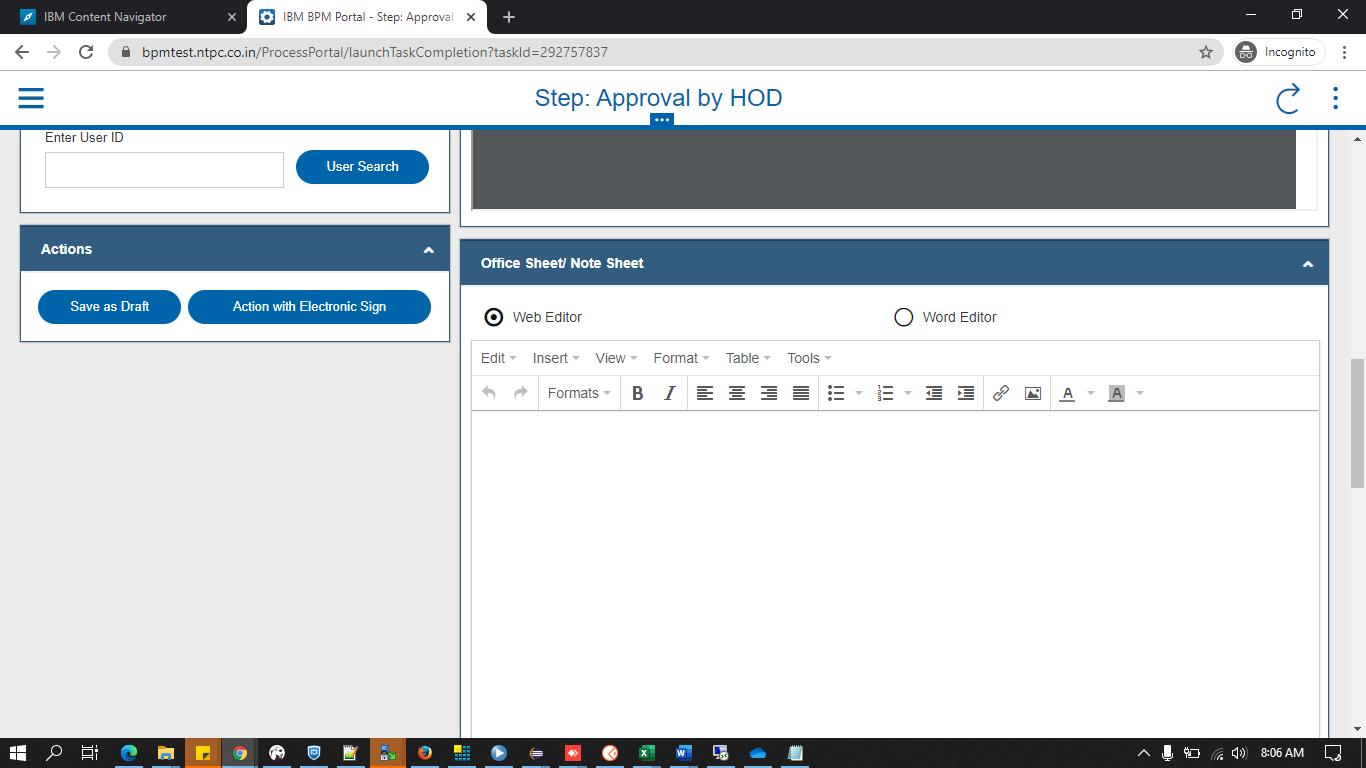 IBM Content Navigator
IBM BPM Portal - Step: Approval
bpmtest.ntpc.co.in/ProcessPortal/launchTaskCompletion?taskId=292757837
Incognito
Step: Approval by HOD
Enter User ID
User Search
Actions
Save as Draft
Action with Electronic Sign
Office Sheet/ Note Sheet
Web Editor
Word Editor
Edit
Insert
View
Format
Table
Tools
Formats
B
I
A
A
8:06 AM